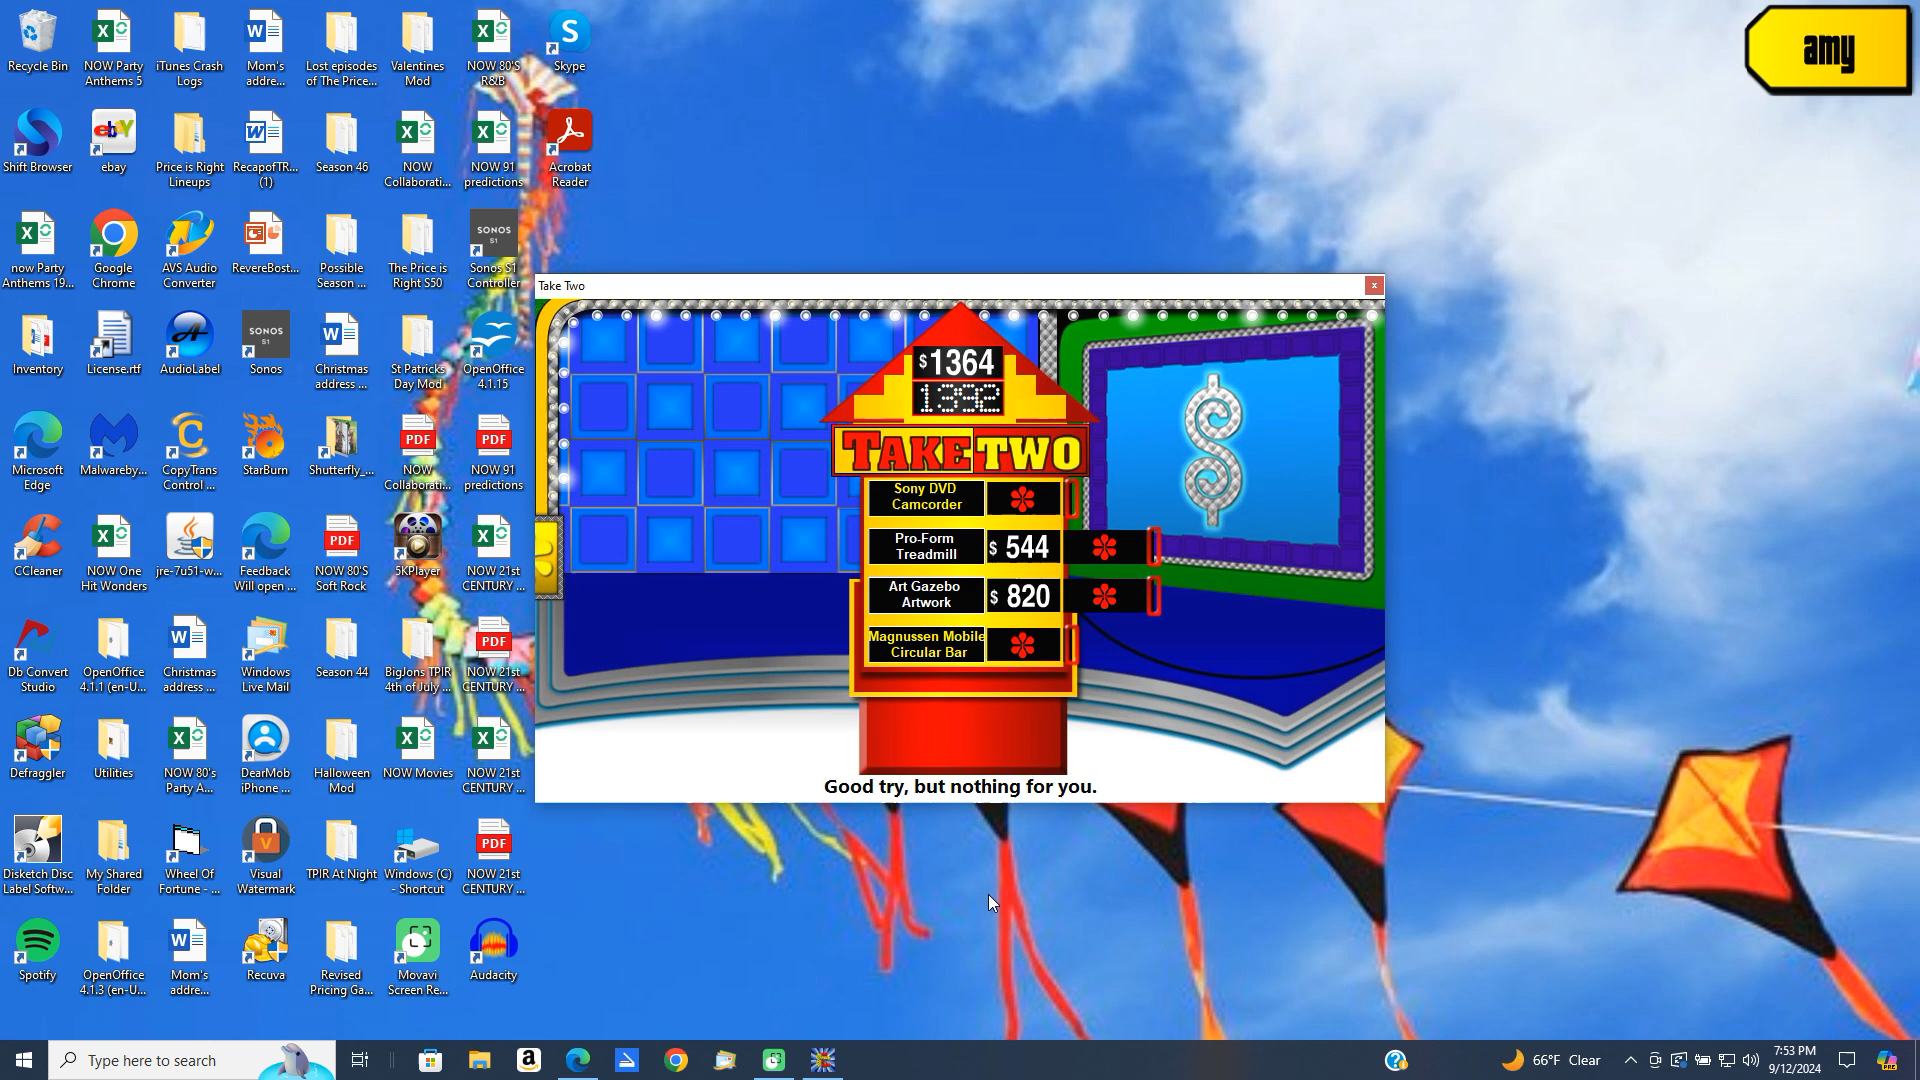 Recycle Bin
NOW Party
Anthems 5
iTunes Crash
Logs
Mom's
addre...
Lost episodes
of The Price...
Valentines
Mod
NOW 80'S
R&B
Skype
amy
Shift Browser
ebay
Price is Right
Lineups
RecapofTR...
(1)
Season 46
NOW
Collaborati...
NOW 91
predictions
Acrobat
Reader
now Party
Anthems 19...
Google
Chrome
AVS Audio
Converter
RevereBost...
Possible
Season ...
The Price is
Right S50
SONOS
S1
Sonos S1
Controller
Inventory
License.rtf
AudioLabel
SONOS
S1
Sonos
Christmas
address ...
St Patricks
Day Mod
OpenOffice
4.1.15
Microsoft
Edge
Malwareby...
CopyTrans
Control ...
StarBurn
Shutterfly_...
PDF
NOW
Collaborati...
PDF
NOW 91
predictions
CCleaner
NOW One
Hit Wonders
jre-7u51-w...
Feedback
Will open ...
PDF
NOW 80'S
Soft Rock
5KPlayer
NOW 21st
CENTURY ...
Db Convert
Studio
OpenOffice
4.1.1 (en-U...
Christmas
address ...
Windows
Live Mail
Season 44
BigJons TPIR
4th of July ...
PDF
NOW 21st
CENTURY ...
Defraggler
Utilities
NOW 80's
Party A...
DearMob
iPhone ...
Halloween
Mod
NOW Movies
NOW 21st
CENTURY ...
Disketch Disc
Label Softw...
My Shared
Folder
Wheel Of
Fortune - ...
Visual
Watermark
TPIR At Night
Windows (C)
- Shortcut
PDF
NOW 21st
CENTURY ...
Spotify
OpenOffice
4.1.3 (en-U...
Mom's
addre...
Recuva
Revised
Pricing Ga...
Movavi
Screen Re...
Audacity
Take Two
$1364
1392
TAKE TWO
Sony DVD
Camcorder
Pro-Form
Treadmill
$ 544
Art Gazebo
Artwork
$ 820
Magnussen Mobile
Circular Bar
$
Good try, but nothing for you.
Type here to search
66°F Clear
7:53 PM
9/12/2024